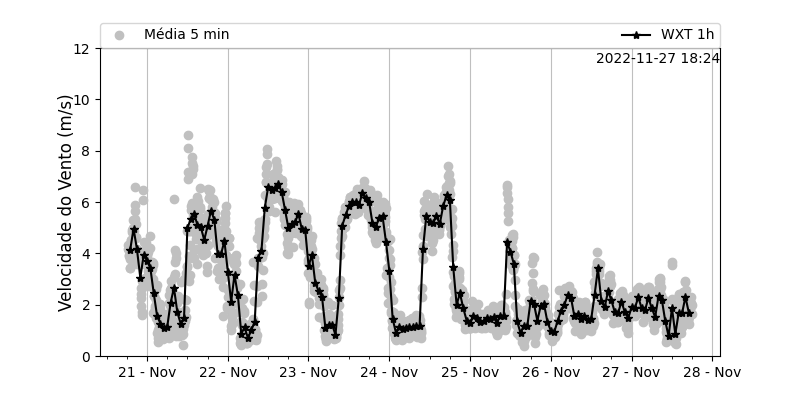 Média 5 min
WXT 1h
2022-11-27 18:24
Velocidade do Vento (m/s)
12
10
8
6
4
2
0
21 - Nov
22 - Nov
23 - Nov
24 - Nov
25 - Nov
26 - Nov
27 - Nov
28 - Nov